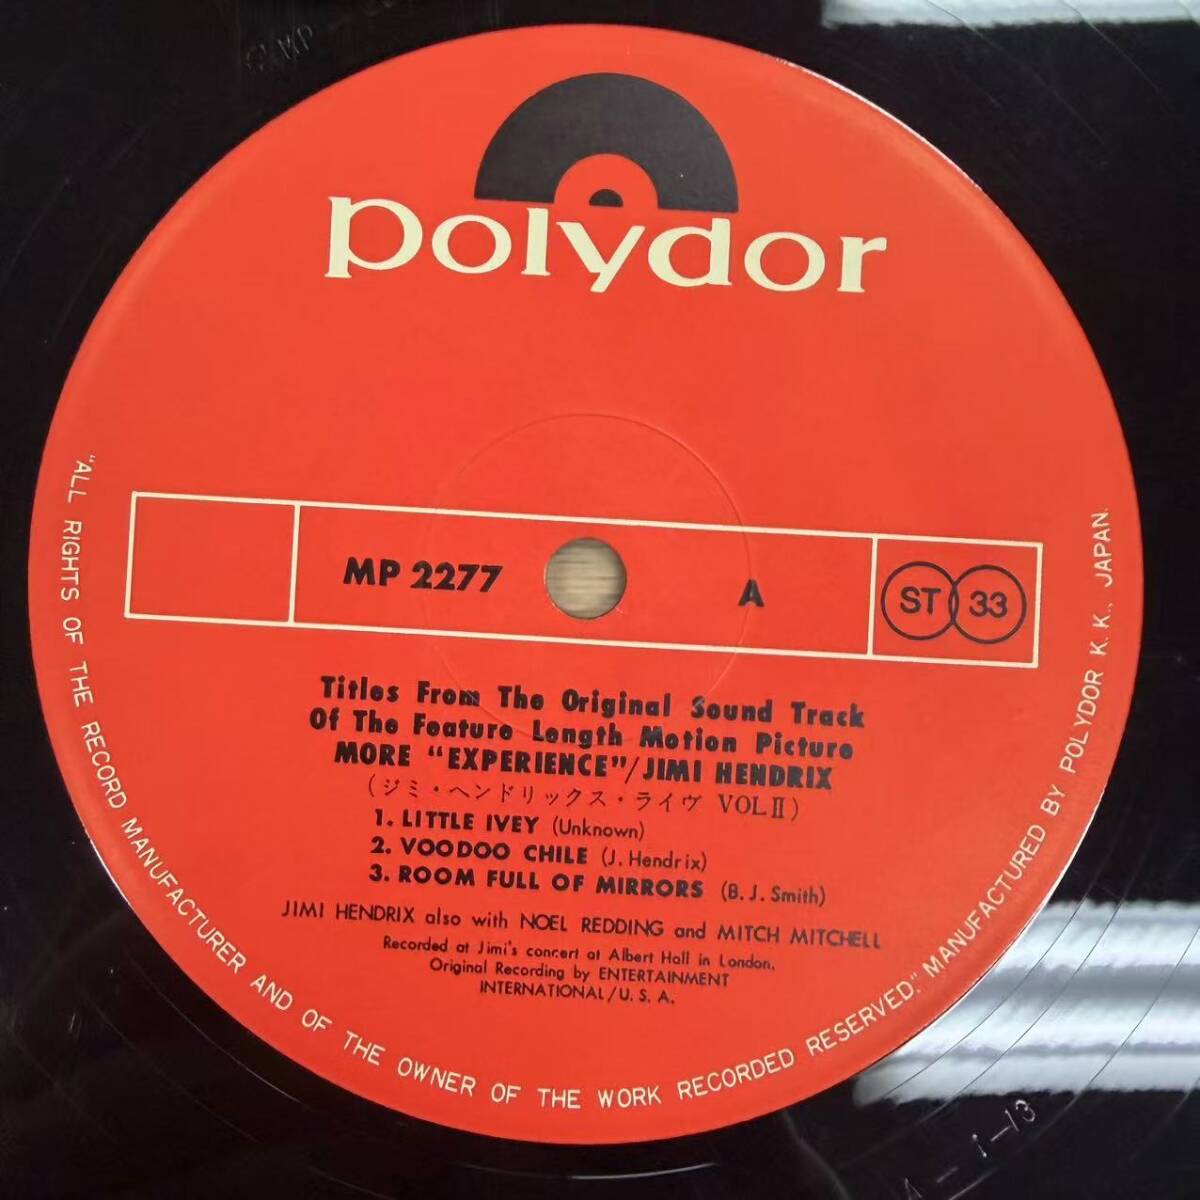 polydor
MP 2277
A
ST 33
Titles From The Original Sound Track
Of The Feature Length Motion Picture
MORE "EXPERIENCE"/JIMI HENDRIX
(ジミ・ヘンドリックス・ライヴ VOL.II)
1. LITTLE IVEY (Unknown)
2. VOODOO CHILE (J. Hendrix)
3. ROOM FULL OF MIRRORS (B. J. Smith)
JIMI HENDRIX also with NOEL REDDING and MITCH MITCHELL
Recorded at Jimi's concert at Albert Hall in London,
Original Recording by ENTERTAINMENT
INTERNATIONAL/U. S. A.
"ALL RIGHTS OF THE RECORD MANUFACTURER AND OF THE OWNER OF THE WORK RECORDED RESERVED." MANUFACTURED BY POLYDOR K. K., JAPAN.
1-13